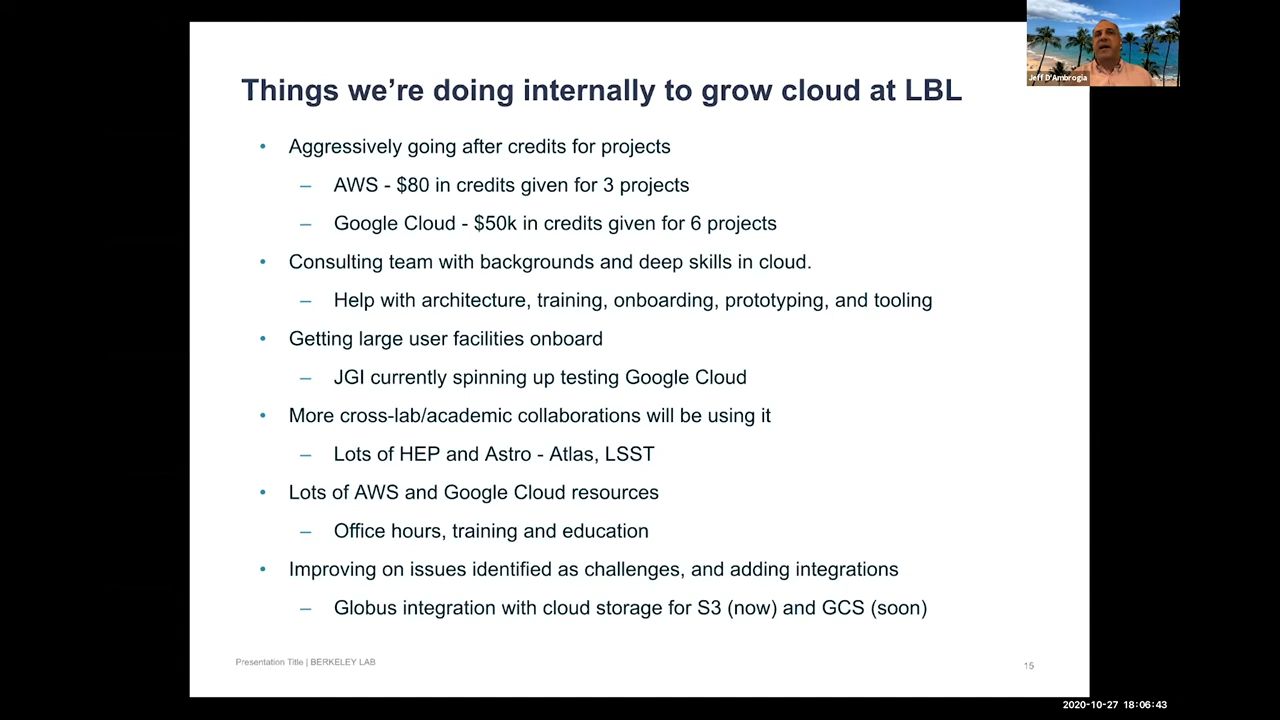 Things we're doing internally to grow cloud at LBL
• Aggressively going after credits for projects
– AWS - $80 in credits given for 3 projects
– Google Cloud - $50k in credits given for 6 projects
• Consulting team with backgrounds and deep skills in cloud.
– Help with architecture, training, onboarding, prototyping, and tooling
• Getting large user facilities onboard
– JGI currently spinning up testing Google Cloud
• More cross-lab/academic collaborations will be using it
– Lots of HEP and Astro - Atlas, LSST
• Lots of AWS and Google Cloud resources
– Office hours, training and education
• Improving on issues identified as challenges, and adding integrations
– Globus integration with cloud storage for S3 (now) and GCS (soon)
Presentation Title | BERKELEY LAB
15
Jeff D'Ambrogia
2020-10-27 18:06:43